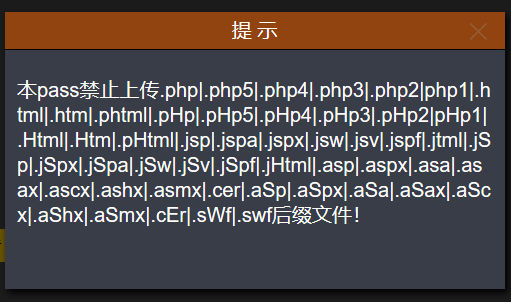 提 示
本pass禁止上传.php|.php5|.php4|.php3|.php2|php1|.h
tml|.htm|.phtml|.pHp|.pHp5|.pHp4|.pHp3|.pHp2|pHp1|
.Html|.Htm|.pHtml|.jsp|.jspa|.jspx|.jsw|.jsv|.jspf|.jtml|.jS
p|.jSpx|.jSpa|.jSw|.jSv|.jSpf|.jHtml|.asp|.aspx|.asa|.as
ax|.ascx|.ashx|.asmx|.cer|.aSp|.aSpx|.aSa|.aSax|.aSc
x|.aShx|.aSmx|.cEr|.sWf|.swf后缀文件！